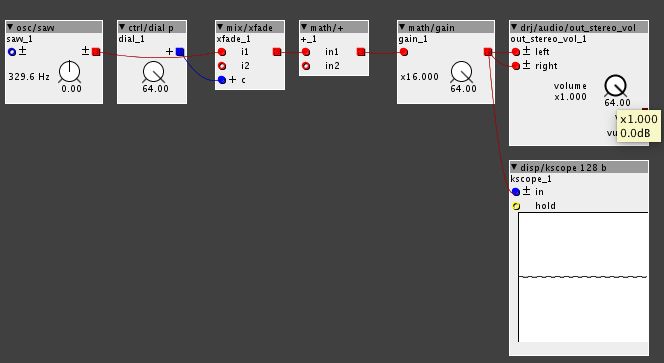 osc/saw
saw_1
±
±
329.6 Hz
0.00
ctrl/dial p
dial_1
+
64.00
mix/xfade
xfade_1
i1
i2
+ c
math/+
+_1
in1
in2
math/gain
gain_1
x16.000
64.00
drj/audio/out_stereo_vol
out_stereo_vol_1
± left
± right
volume
x1.000
64.00
x1.000
0.0dB
disp/kscope 128 b
kscope_1
± in
hold